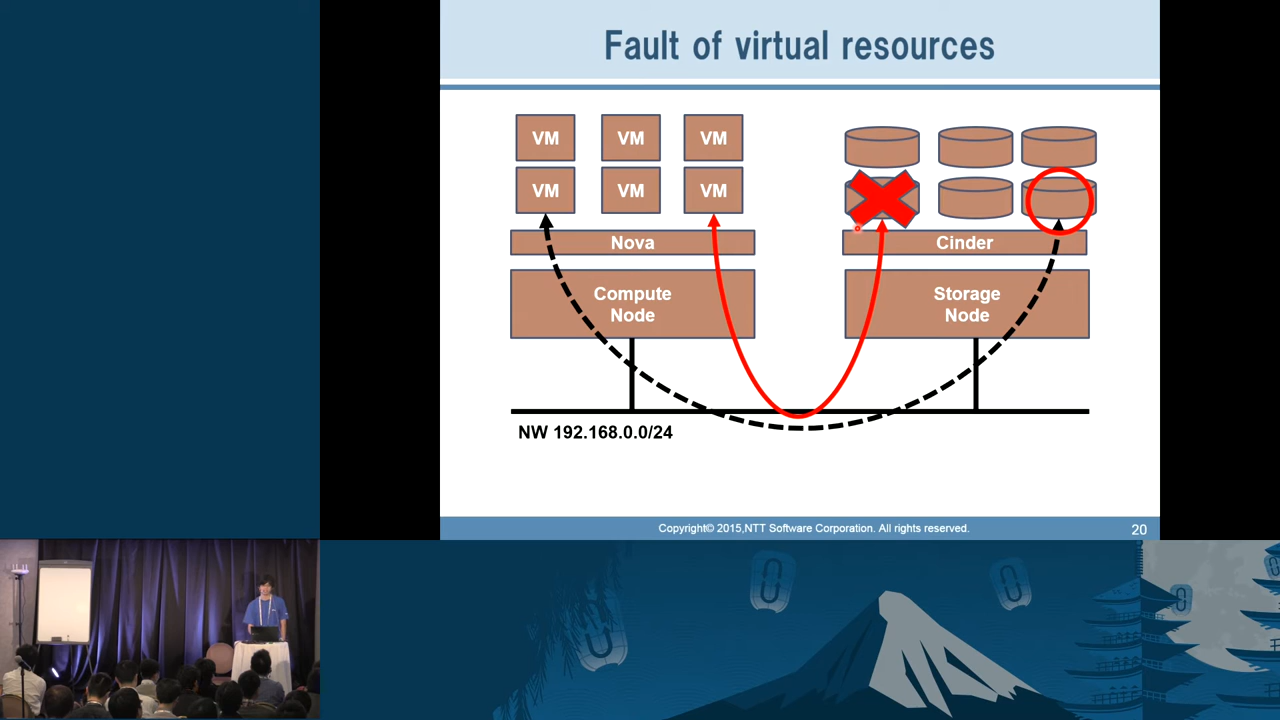 Fault of virtual resources
VM VM VM
VM VM VM
Nova
Cinder
Compute
Node
Storage
Node
NW 192.168.0.0/24
Copyright© 2015,NTT Software Corporation. All rights reserved.
20